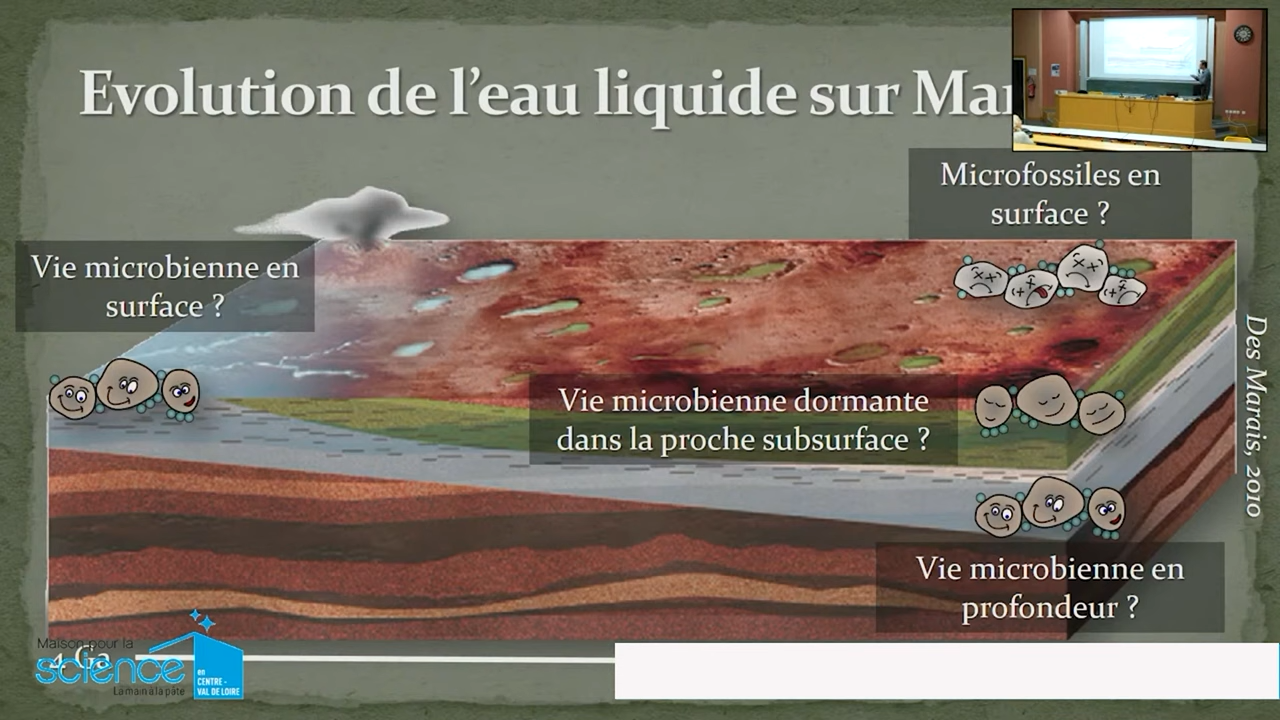 Evolution de l'eau liquide sur Mar
Microfossiles en
surface ?
Vie microbienne en
surface ?
Vie microbienne dormante
dans la proche subsurface ?
Des Marais, 2010
Vie microbienne en
profondeur ?
4 Ga
Maison pour la
science
La main à la pâte
en
CENTRE -
VAL DE LOIRE